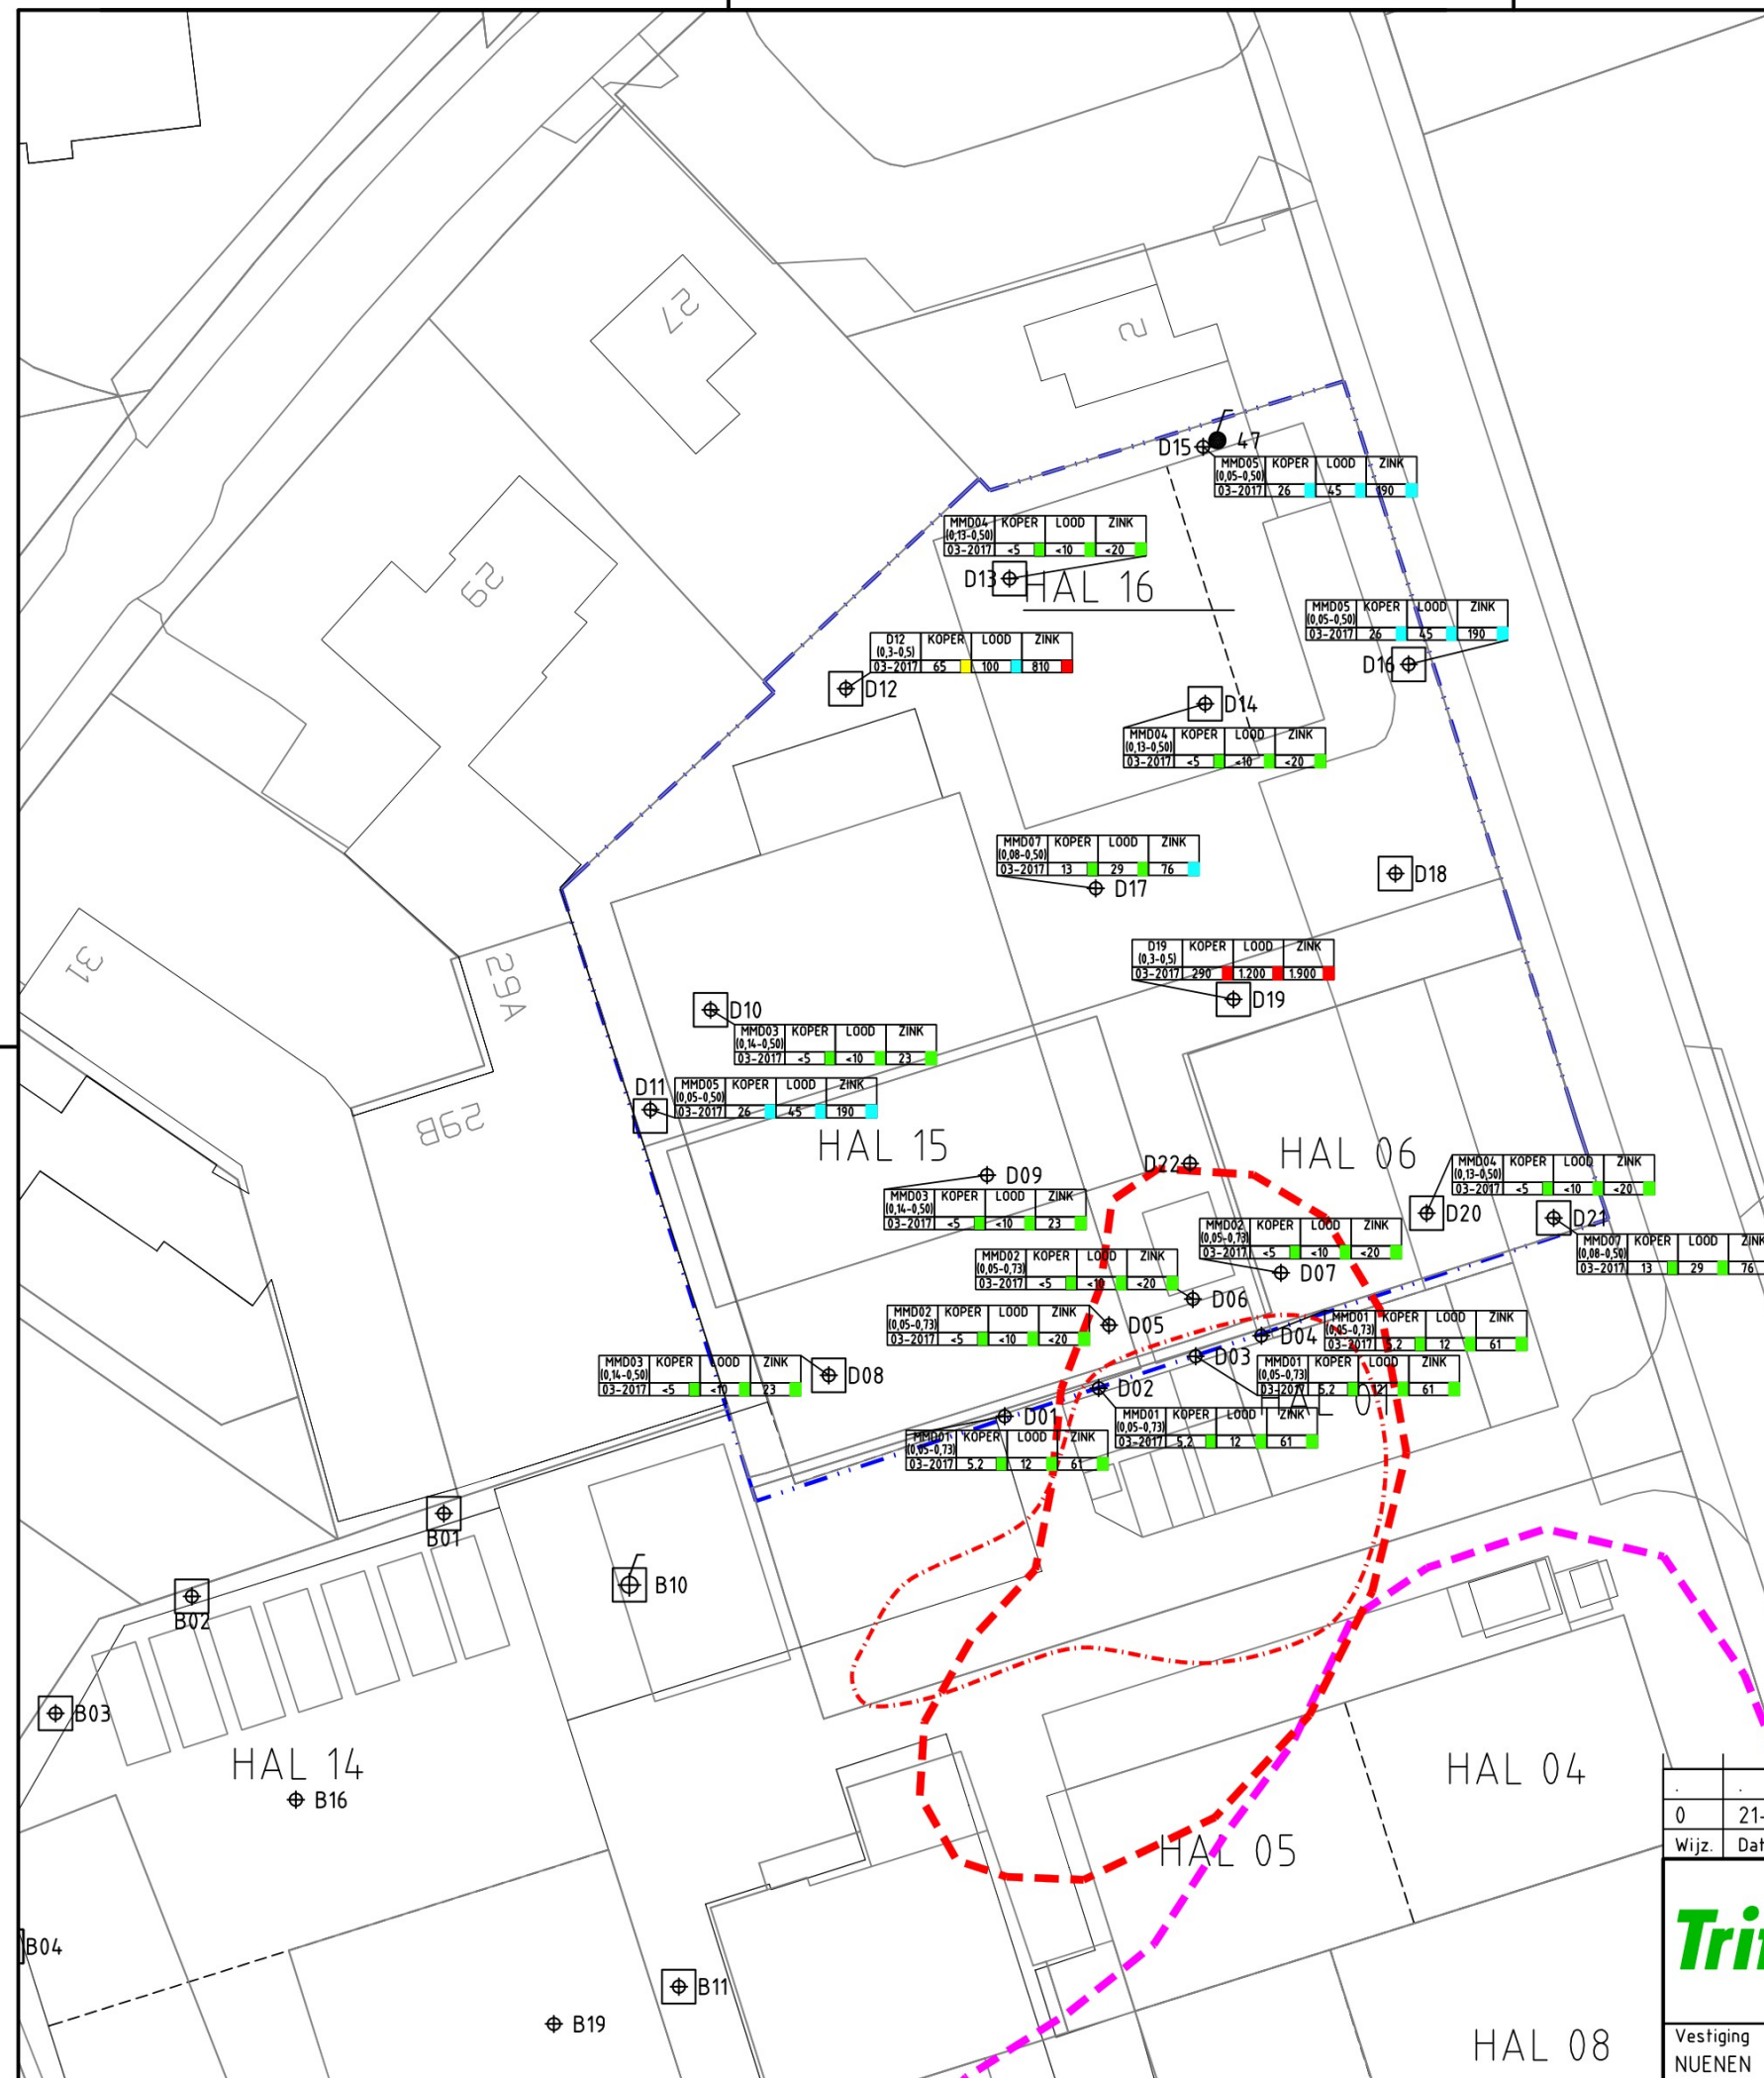 27
2
D15
47
MMD05 KOPER LOOD ZINK
(0,05-0,50)
03-2017 26 45 190
MMD04 KOPER LOOD ZINK
(0,13-0,50)
03-2017 <5 <10 <20
D13
HAL 16
29
MMD05 KOPER LOOD ZINK
(0,05-0,50)
03-2017 26 45 190
D16
D12 KOPER LOOD ZINK
(0,3-0,5)
03-2017 65 100 810
D12
D14
MMD04 KOPER LOOD ZINK
(0,13-0,50)
03-2017 <5 <10 <20
MMD07 KOPER LOOD ZINK
(0,08-0,50)
03-2017 13 29 76
D17
D18
31
29A
D19 KOPER LOOD ZINK
(0,3-0,5)
03-2017 290 1.200 1.900
D19
D10
MMD03 KOPER LOOD ZINK
(0,14-0,50)
03-2017 <5 <10 23
D11
MMD05 KOPER LOOD ZINK
(0,05-0,50)
03-2017 26 45 190
29B
HAL 15
HAL 06
D22
D09
MMD03 KOPER LOOD ZINK
(0,14-0,50)
03-2017 <5 <10 23
MMD04 KOPER LOOD ZINK
(0,13-0,50)
03-2017 <5 <10 <20
D20
D21
MMD02 KOPER LOOD ZINK
(0,05-0,73)
03-2017 <5 <10 <20
D07
MMD07 KOPER LOOD ZINK
(0,08-0,50)
03-2017 13 29 76
MMD02 KOPER LOOD ZINK
(0,05-0,73)
03-2017 <5 <10 <20
D06
MMD02 KOPER LOOD ZINK
(0,05-0,73)
03-2017 <5 <10 <20
D05
D04
MMD01 KOPER LOOD ZINK
(0,05-0,73)
03-2017 5,2 12 61
D03
MMD01 KOPER LOOD ZINK
(0,05-0,73)
03-2017 5,2 12 61
MMD03 KOPER LOOD ZINK
(0,14-0,50)
03-2017 <5 <10 23
D08
D02
HAL 01
MMD01 KOPER LOOD ZINK
(0,05-0,73)
03-2017 5,2 12 61
D01
MMD01 KOPER LOOD ZINK
(0,05-0,73)
03-2017 5,2 12 61
B01
B10
B02
B03
HAL 14
B16
HAL 04
HAL 05
0 21-
Wijz. Dat
B04
B11
B19
HAL 08
Vestiging
NUENEN